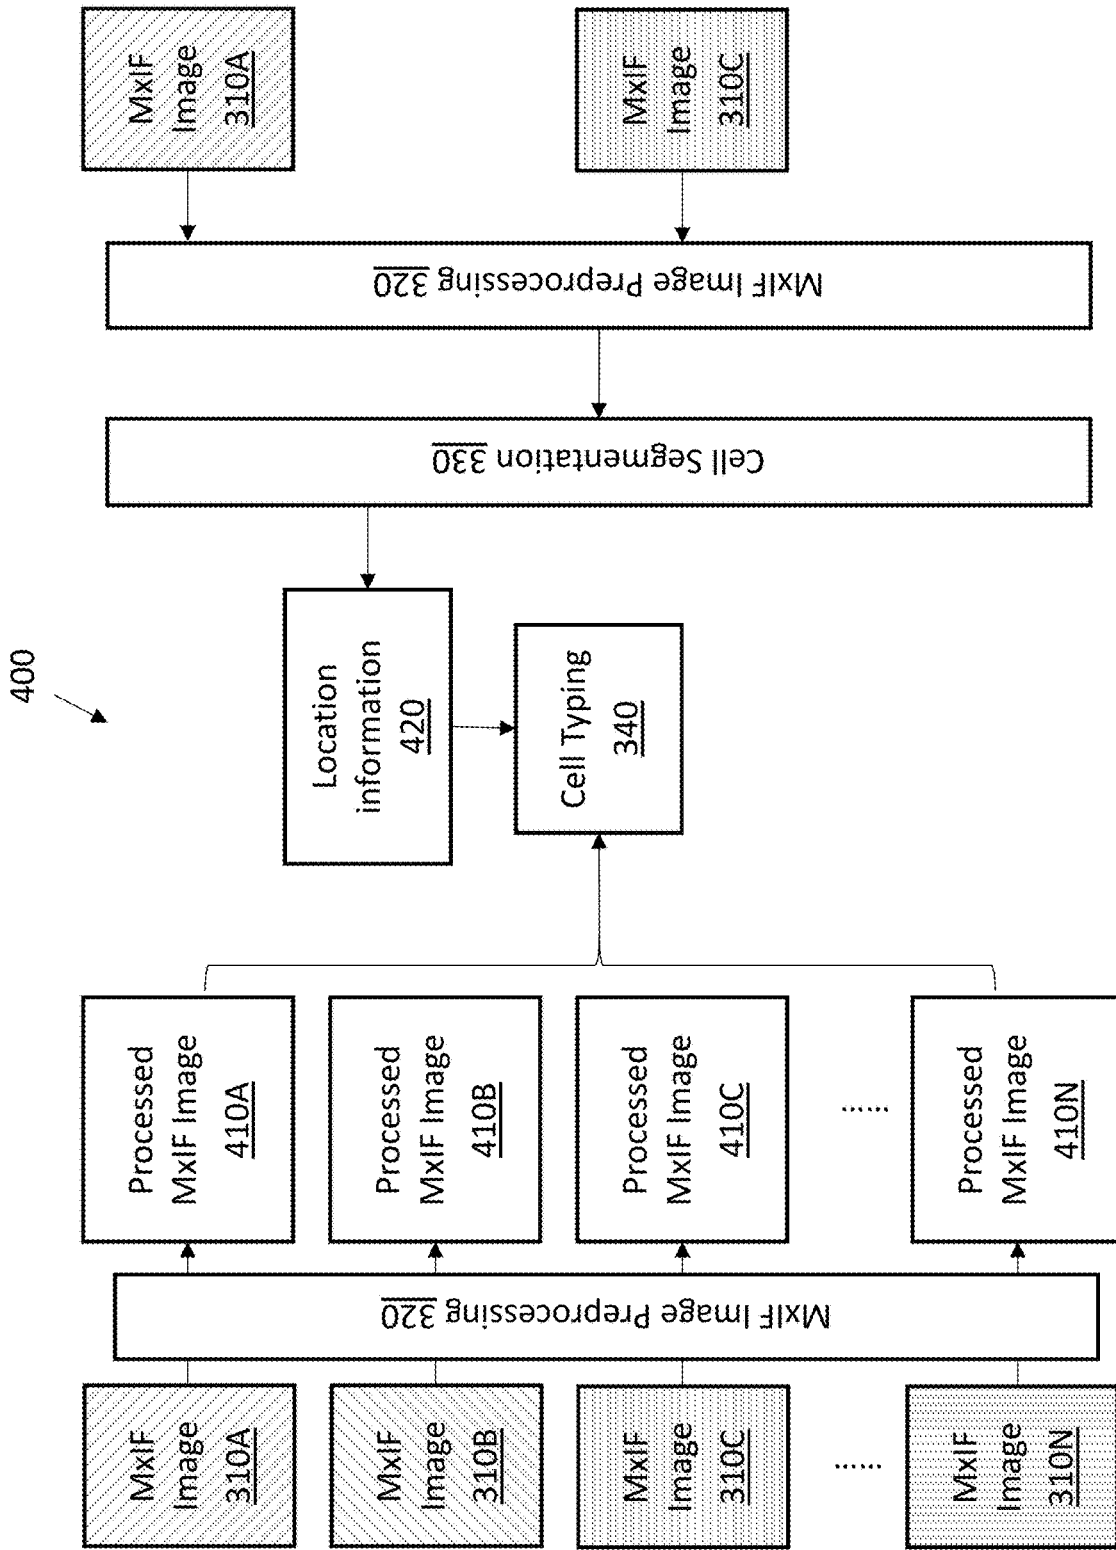 400
MxIF
Image
310A
MxIF
Image
310B
MxIF
Image
310C
......
MxIF
Image
310N
MxIF Image Preprocessing 320
Processed
MxIF Image
410A
Processed
MxIF Image
410B
Processed
MxIF Image
410C
......
Processed
MxIF Image
410N
Location
information
420
Cell Typing
340
Cell Segmentation 330
MxIF Image Preprocessing 320
MxIF
Image
310A
MxIF
Image
310C